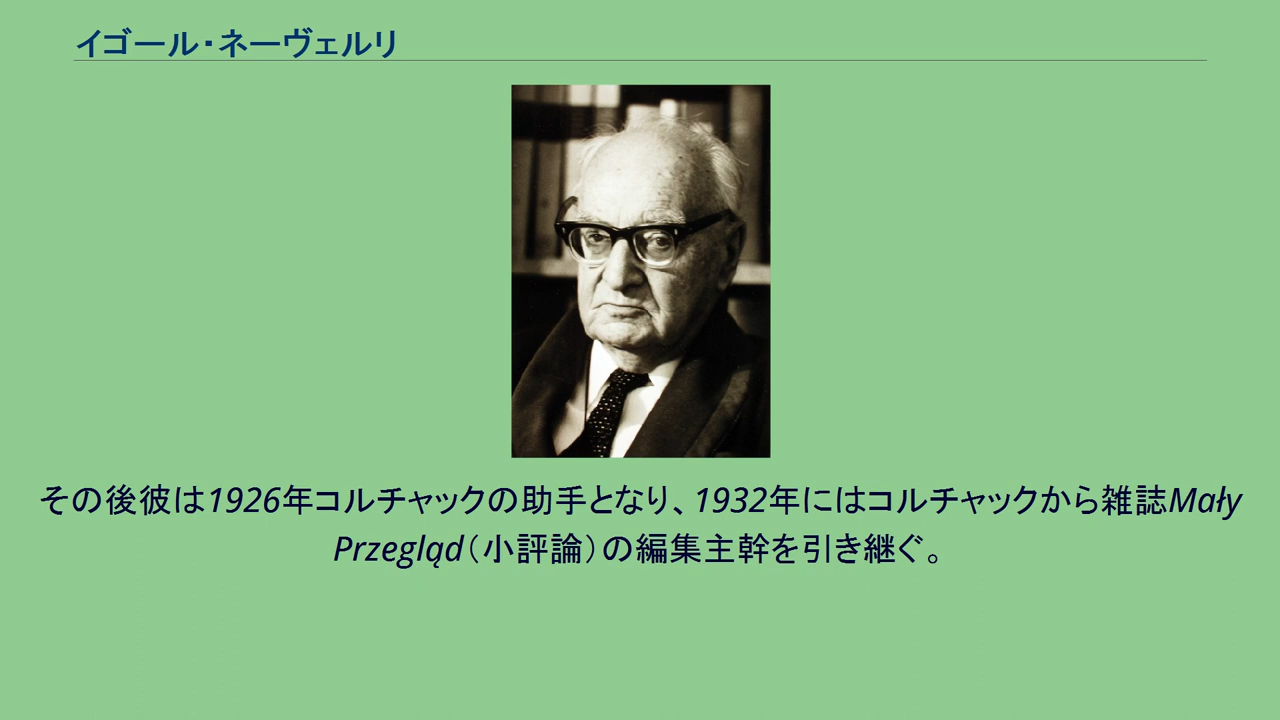 イゴール・ネーヴェルリ
その後彼は1926年コルチャックの助手となり、1932年にはコルチャックから雑誌Mały
Przegląd（小評論）の編集主幹を引き継ぐ。